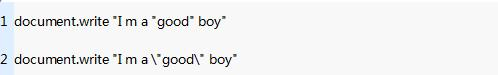 1 document.write "I m a "good" boy"
2 document.write "I m a \"good\" boy"